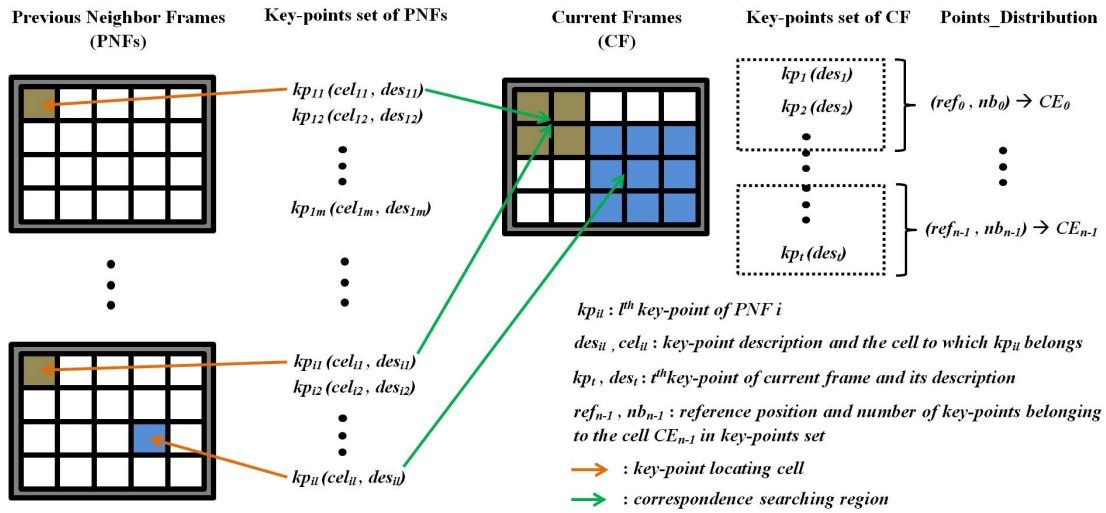 Previous Neighbor Frames
(PNFs)
Key-points set of PNFs
Current Frames
(CF)
Key-points set of CF
Points_Distribution
kp11 (cel11 , des11)
kp12 (cel12 , des12)
kp1m (cel1m , des1m)
kpi1 (celi1 , desi1)
kpi2 (celi2 , desi2)
kpil (celil , desil)
kp1 (des1)
kp2 (des2)
kpt (dest)
(ref0 , nb0) → CE0
(refn-1 , nbn-1) → CEn-1
kpil : lth key-point of PNF i
desil , celil : key-point description and the cell to which kpil belongs
kpt , dest : tth key-point of current frame and its description
refn-1 , nbn-1 : reference position and number of key-points belonging
to the cell CEn-1 in key-points set
: key-point locating cell
: correspondence searching region